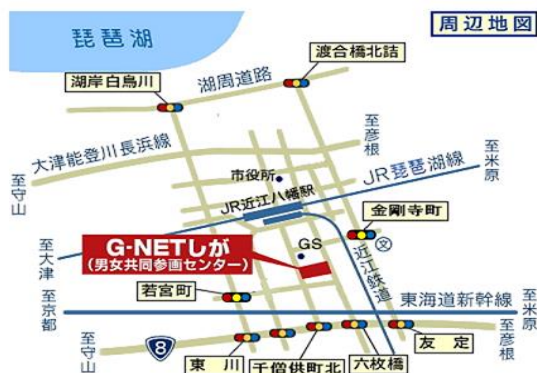 周辺地図
琵琶湖
渡合橋北詰
湖岸白鳥川
湖周道路
大津能登川長浜線
至彦根
至守山
市役所
JR琵琶湖線
至米原
JR近江八幡駅
金剛寺町
文
G-NETしが
(男女共同参画センター)
GS
近江鉄道
至大津
若宮町
至京都
東海道新幹線
至米原
至彦根
至守山
8
東川
千僧供町北
六枚橋
友定